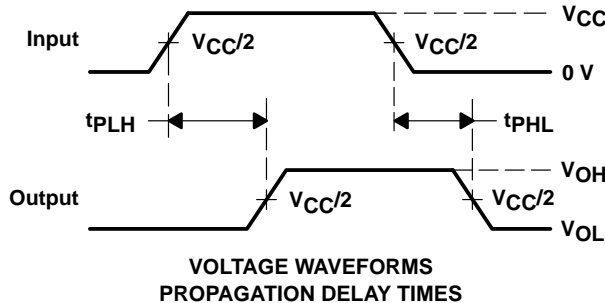 VCC
Input
VCC/2
VCC/2
0 V
tPLH
tPHL
VOH
Output
VCC/2
VCC/2
VOL
VOLTAGE WAVEFORMS
PROPAGATION DELAY TIMES